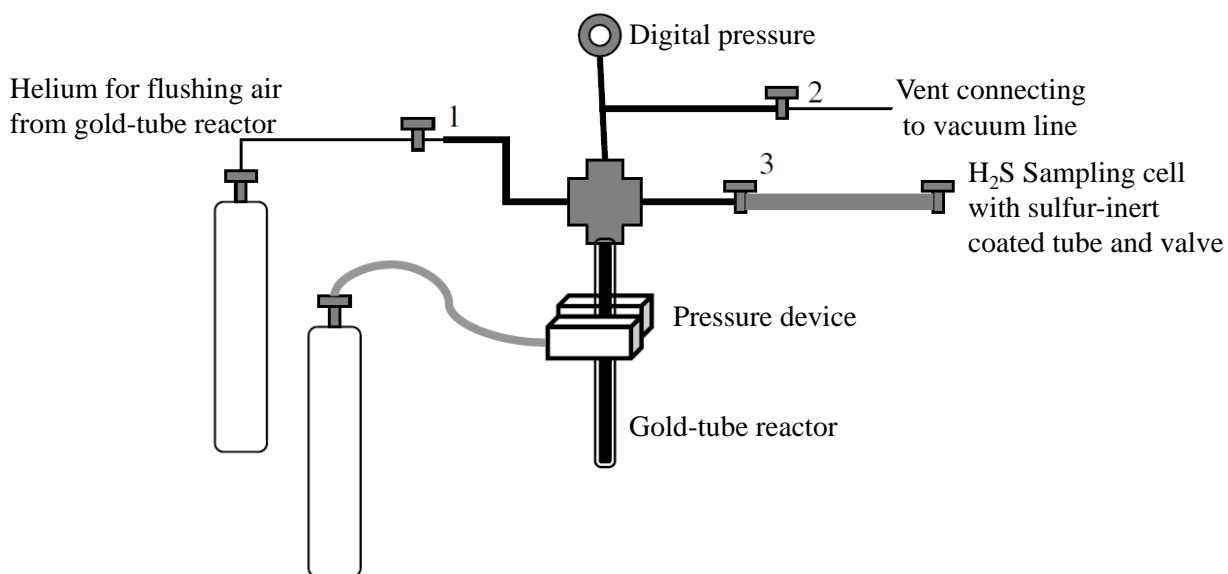 Digital pressure
Helium for flushing air
from gold-tube reactor
1
2
Vent connecting
to vacuum line
3
H₂S Sampling cell
with sulfur-inert
coated tube and valve
Pressure device
Gold-tube reactor